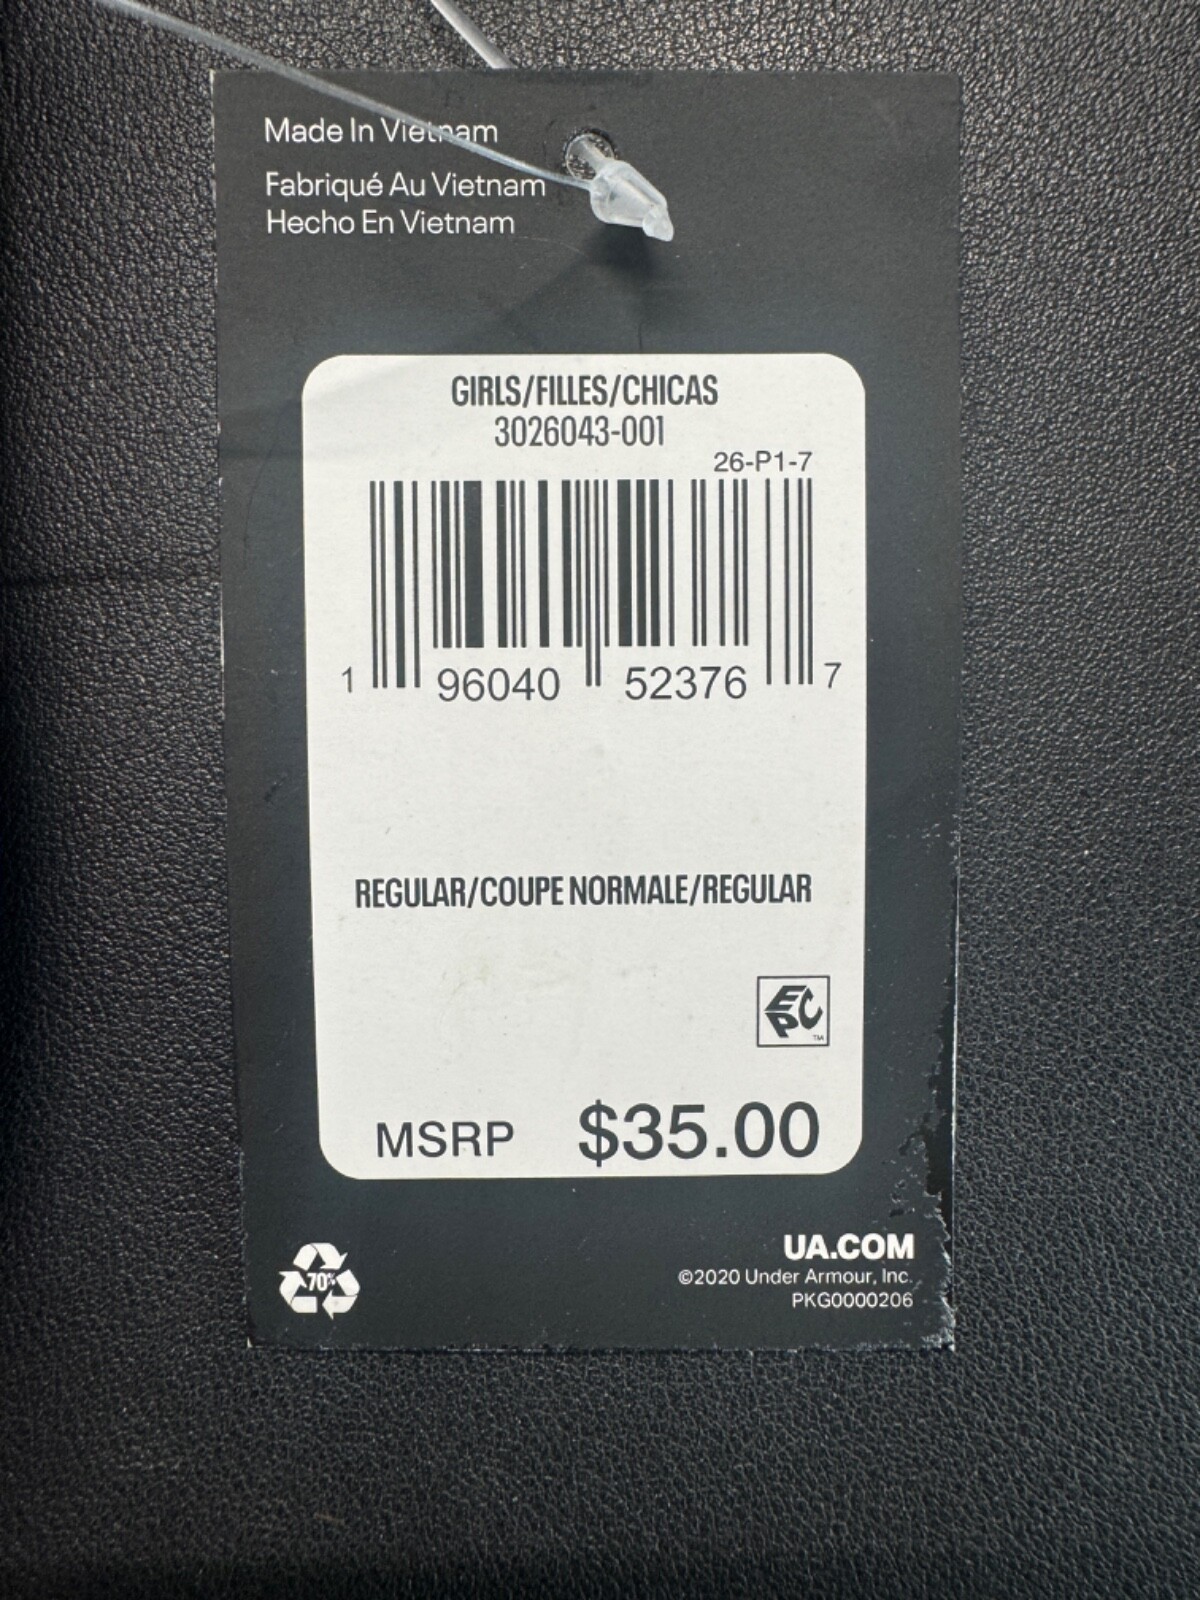 Made In Vietnam
Fabriqué Au Vietnam
Hecho En Vietnam
GIRLS/FILLES/CHICAS
3026043-001
26-P1-7
1 96040 52376 7
REGULAR/COUPE NORMALE/REGULAR
EPC
TM
MSRP $35.00
70%
UA.COM
©2020 Under Armour, Inc.
PKG0000206